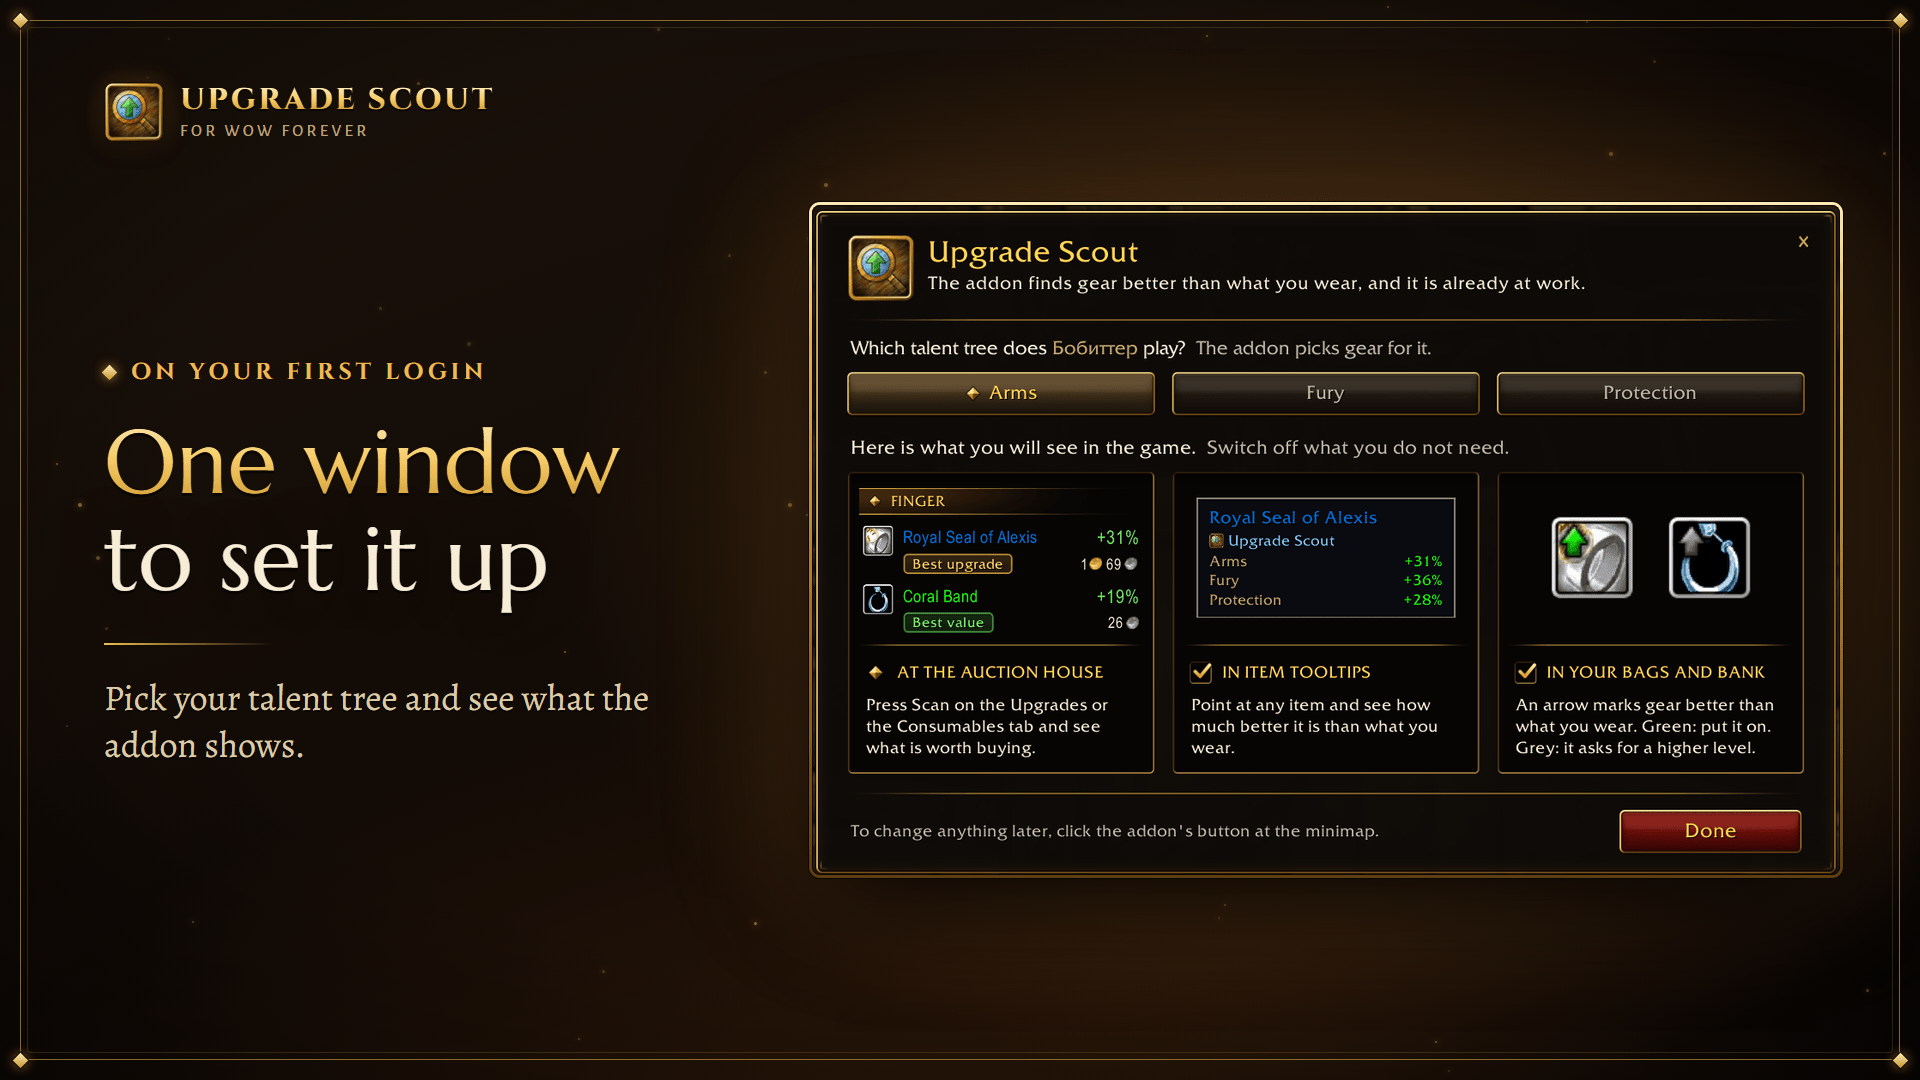 UPGRADE SCOUT
FOR WOW FOREVER
ON YOUR FIRST LOGIN
One window
to set it up
Pick your talent tree and see what the
addon shows.
Upgrade Scout
x
The addon finds gear better than what you wear, and it is already at work.
Which talent tree does Бобиттер play? The addon picks gear for it.
Arms
Fury
Protection
Here is what you will see in the game. Switch off what you do not need.
FINGER
Royal Seal of Alexis +31%
Best upgrade 1 69
Coral Band +19%
Best value 26
AT THE AUCTION HOUSE
Press Scan on the Upgrades or
the Consumables tab and see
what is worth buying.
Royal Seal of Alexis
Upgrade Scout
Arms +31%
Fury +36%
Protection +28%
IN ITEM TOOLTIPS
Point at any item and see how
much better it is than what you
wear.
IN YOUR BAGS AND BANK
An arrow marks gear better than
what you wear. Green: put it on.
Grey: it asks for a higher level.
To change anything later, click the addon's button at the minimap.
Done